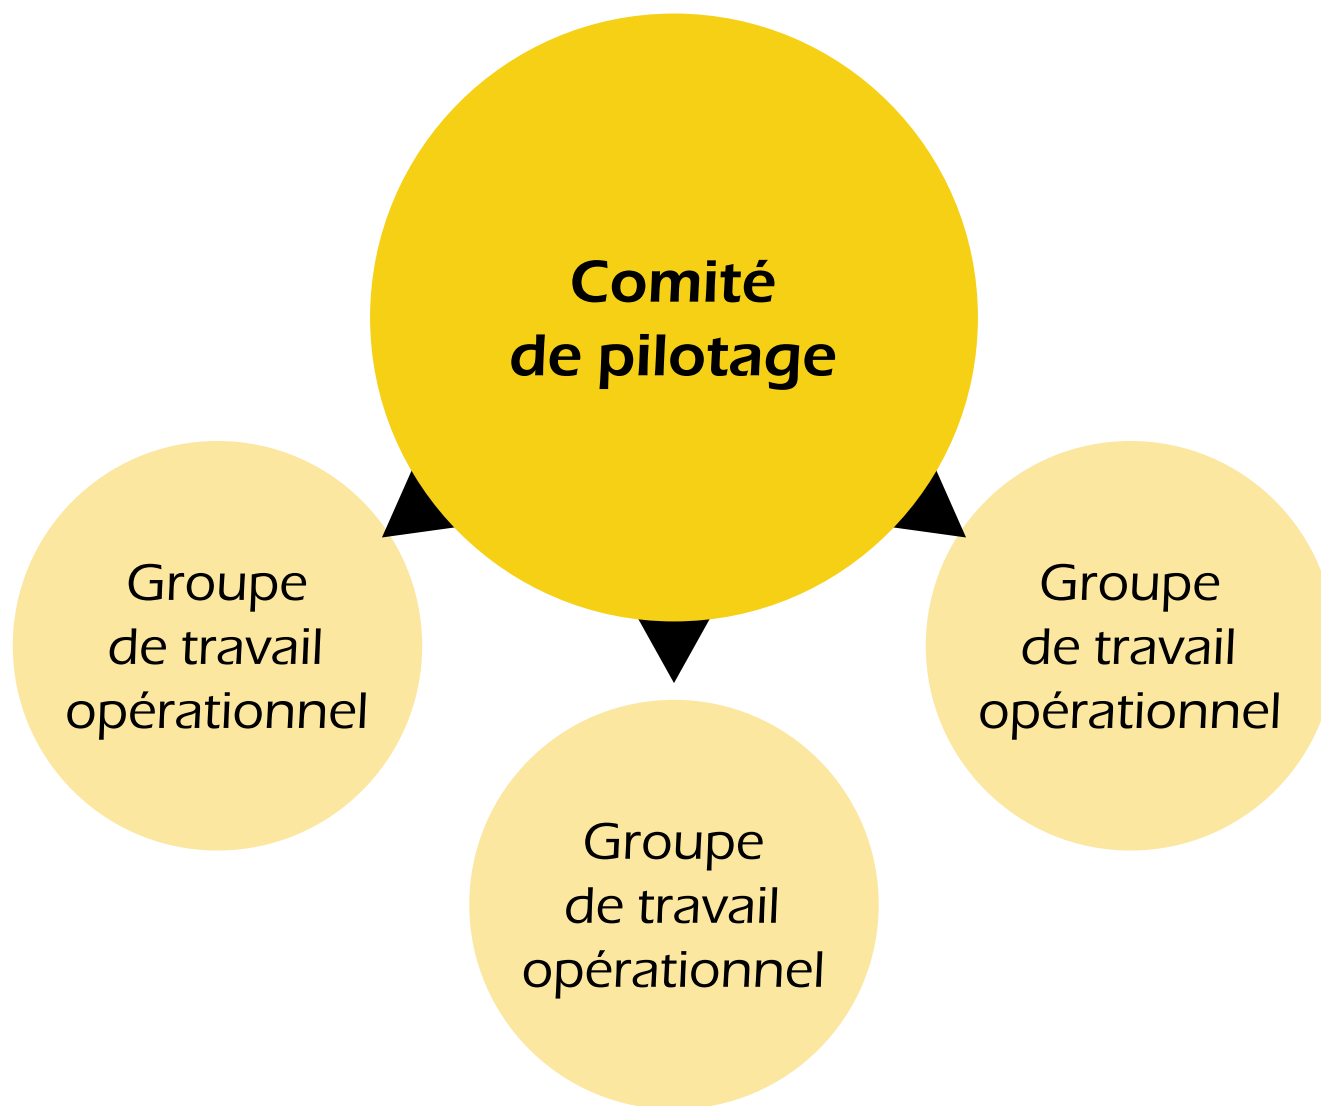 Comité
de pilotage
Groupe
de travail
opérationnel
Groupe
de travail
opérationnel
Groupe
de travail
opérationnel